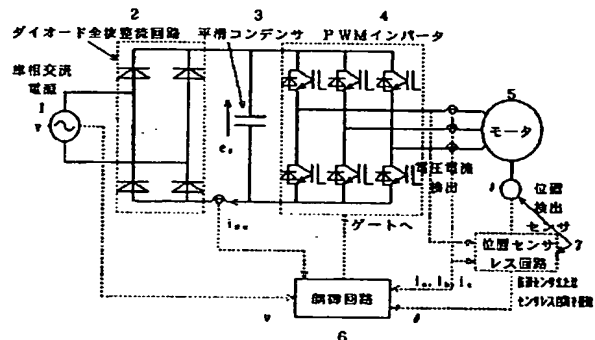 2
3
4
ダイオード全波整流回路
平滑コンデンサ
PWMインバータ
単相交流
電源
1
v
5
モータ
電圧電流
検出
位置
検出
センサ
ゲートへ
位置センサ
レス回路
7
制御回路
v
θ
6